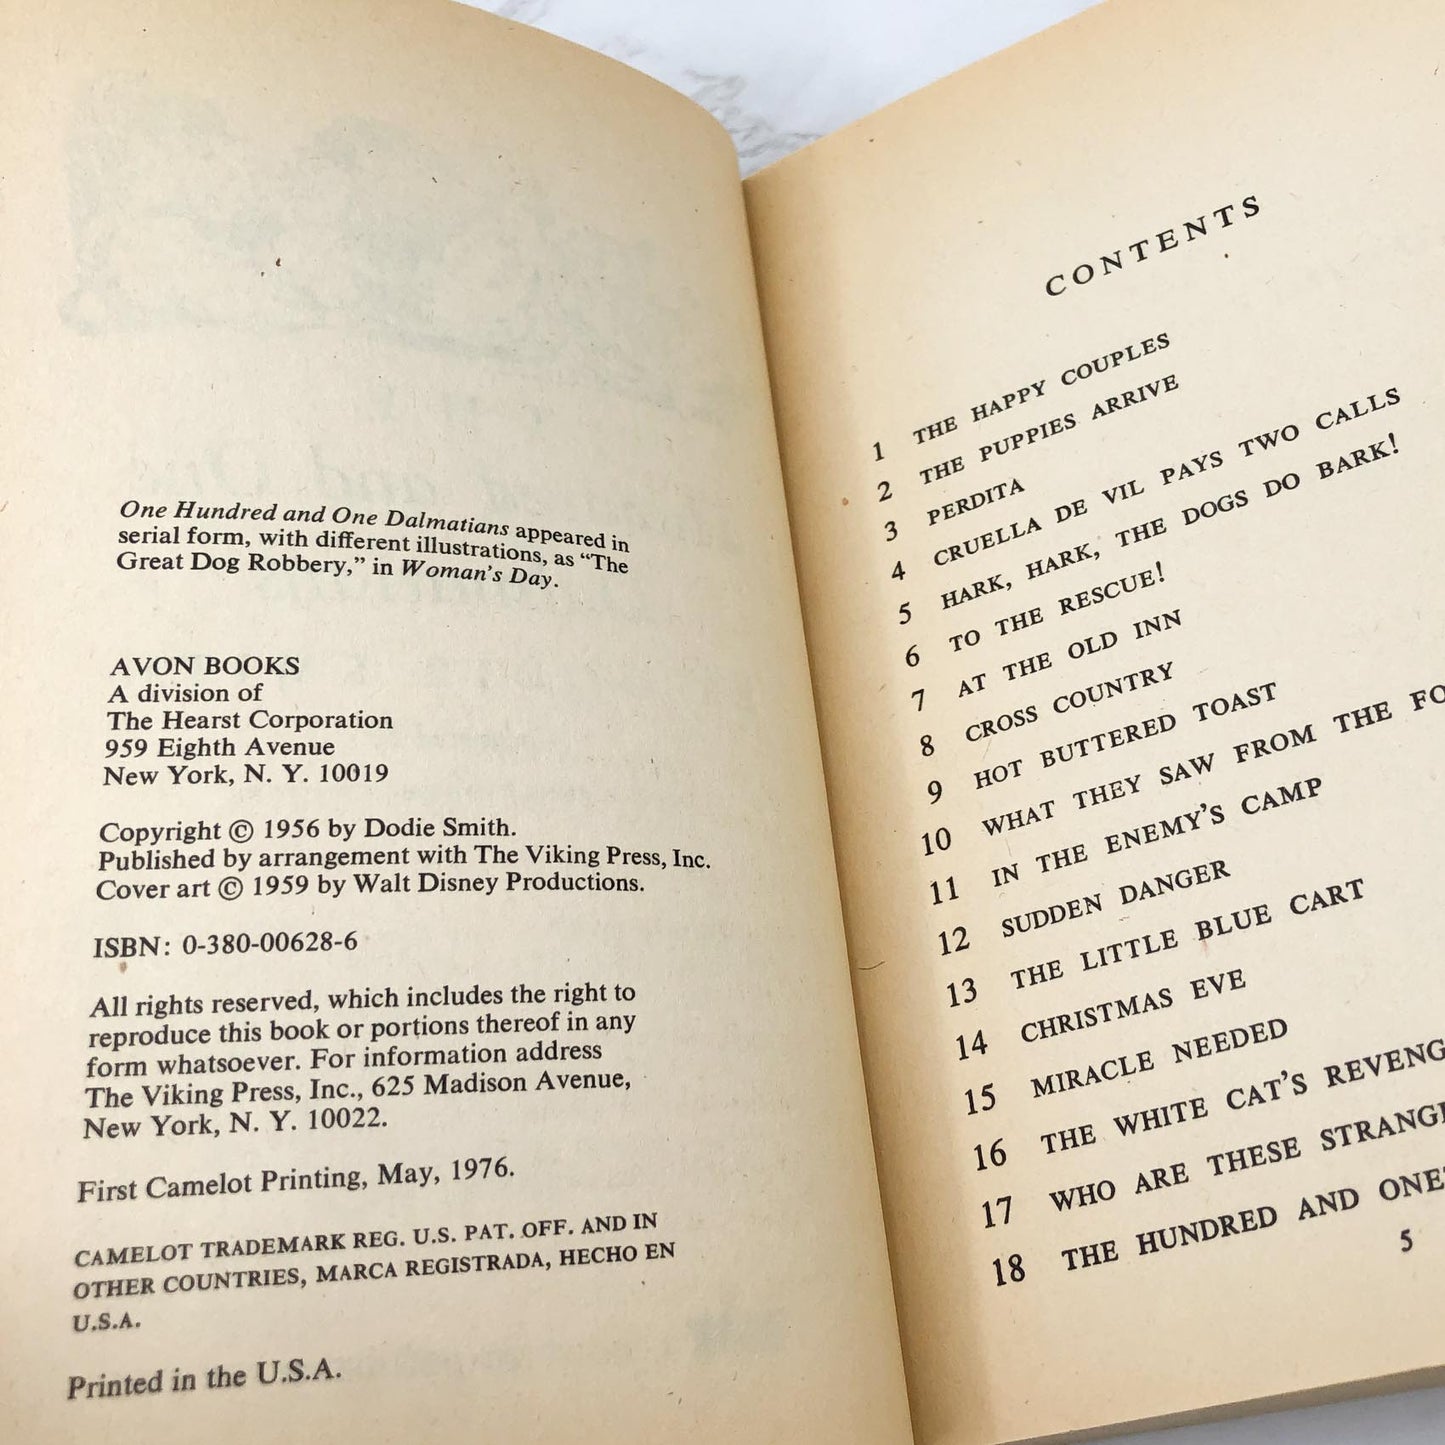 One Hundred and One Dalmatians appeared in
serial form, with different illustrations, as “The
Great Dog Robbery,” in Woman’s Day.
AVON BOOKS
A division of
The Hearst Corporation
959 Eighth Avenue
New York, N. Y. 10019
Copyright © 1956 by Dodie Smith.
Published by arrangement with The Viking Press, Inc.
Cover art © 1959 by Walt Disney Productions.
ISBN: 0-380-00628-6
All rights reserved, which includes the right to
reproduce this book or portions thereof in any
form whatsoever. For information address
The Viking Press, Inc., 625 Madison Avenue,
New York, N. Y. 10022.
First Camelot Printing, May, 1976.
CAMELOT TRADEMARK REG. U.S. PAT. OFF. AND IN
OTHER COUNTRIES, MARCA REGISTRADA, HECHO EN
U.S.A.
Printed in the U.S.A.
CONTENTS
1 THE HAPPY COUPLES
2 THE PUPPIES ARRIVE
3 PERDITA
4 CRUELLA DE VIL PAYS TWO CALLS
5 HARK, HARK, THE DOGS DO BARK!
6 TO THE RESCUE!
7 AT THE OLD INN
8 CROSS COUNTRY
9 HOT BUTTERED TOAST
10 WHAT THEY SAW FROM THE
11 IN THE ENEMY’S CAMP
12 SUDDEN DANGER
13 THE LITTLE BLUE CART
14 CHRISTMAS EVE
15 MIRACLE NEEDED
16 THE WHITE CAT’S
17 WHO ARE THESE
18 THE HUNDRED AND
5